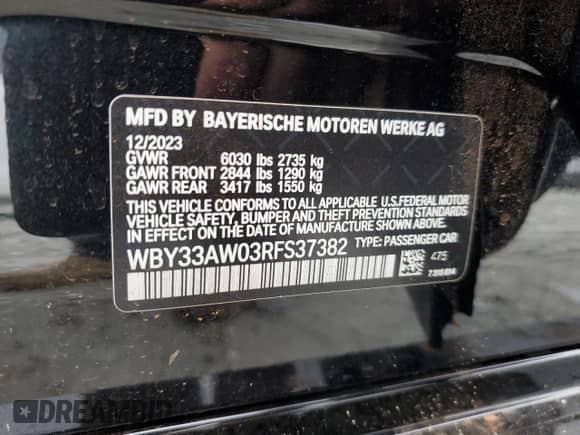 MFD BY BAYERISCHE MOTOREN WERKE AG
12/2023
GVWR 6030 lbs 2735 kg
GAWR FRONT 2844 lbs 1290 kg
GAWR REAR 3417 lbs 1550 kg
THIS VEHICLE CONFORMS TO ALL APPLICABLE U.S.FEDERAL MOTOR
VEHICLE SAFETY, BUMPER AND THEFT PREVENTION STANDARDS
IN EFFECT ON THE DATE OF MANUFACTURE SHOWN ABOVE.
WBY33AW03RFS37382 TYPE: PASSENGER CAR
475
DREAMBID